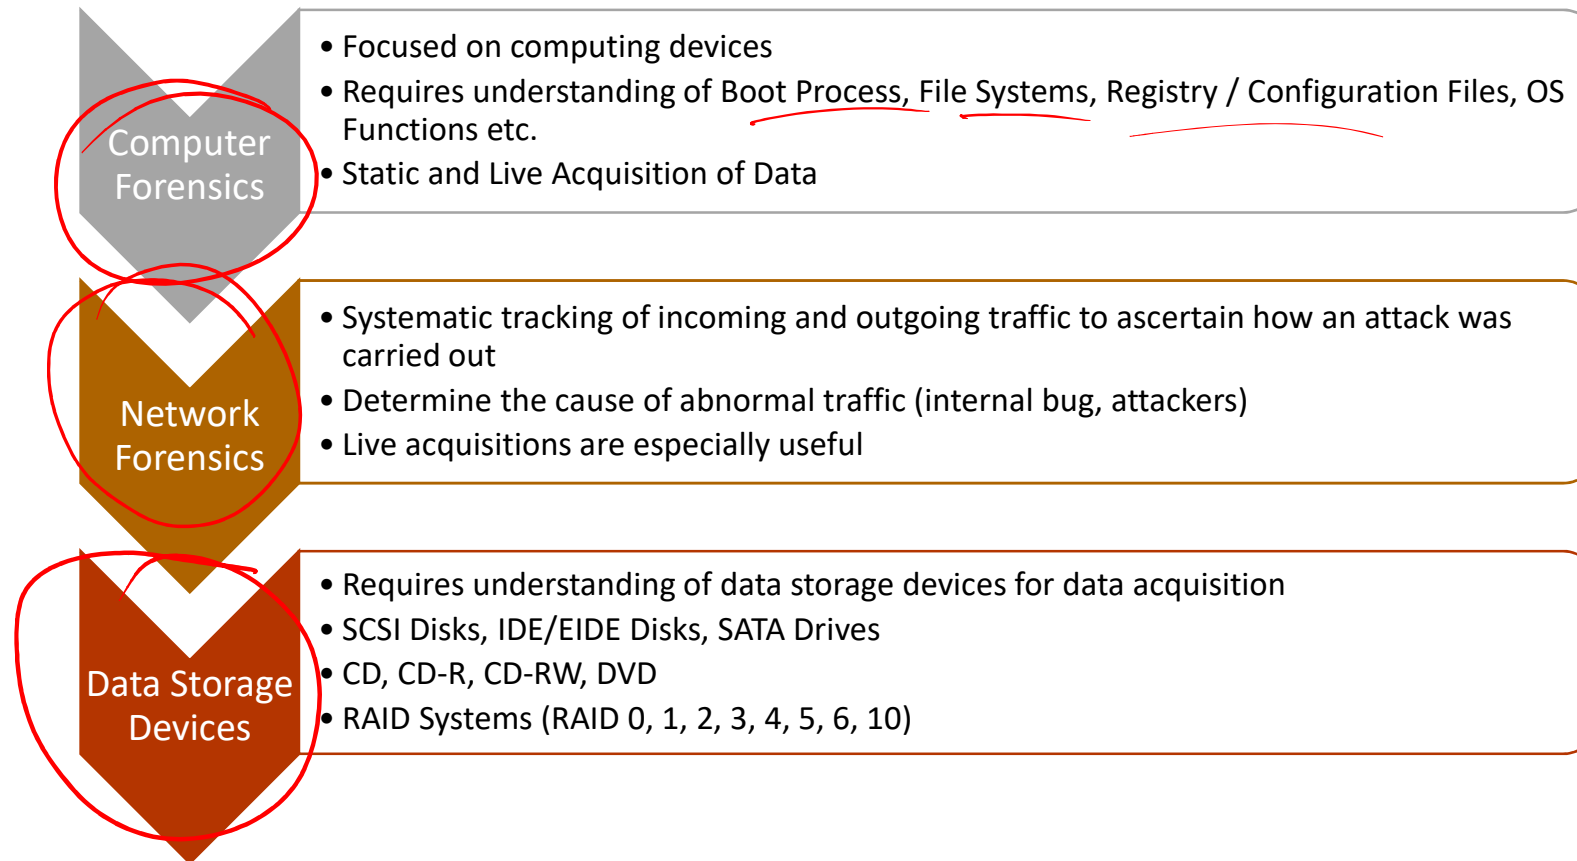 Computer
Forensics
• Focused on computing devices
• Requires understanding of Boot Process, File Systems, Registry / Configuration Files, OS
Functions etc.
• Static and Live Acquisition of Data
Network
Forensics
• Systematic tracking of incoming and outgoing traffic to ascertain how an attack was
carried out
• Determine the cause of abnormal traffic (internal bug, attackers)
• Live acquisitions are especially useful
Data Storage
Devices
• Requires understanding of data storage devices for data acquisition
• SCSI Disks, IDE/EIDE Disks, SATA Drives
• CD, CD-R, CD-RW, DVD
• RAID Systems (RAID 0, 1, 2, 3, 4, 5, 6, 10)